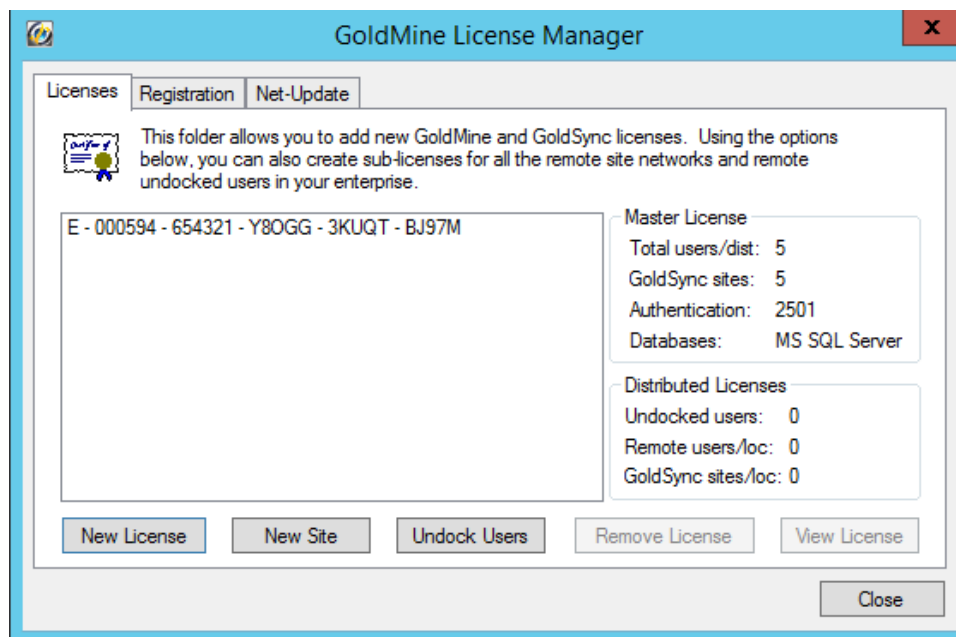 GoldMine License Manager
x
Licenses
Registration
Net-Update
This folder allows you to add new GoldMine and GoldSync licenses. Using the options
below, you can also create sub-licenses for all the remote site networks and remote
undocked users in your enterprise.
E - 000594 - 654321 - Y8OGG - 3KUQT - BJ97M
Master License
Total users/dist: 5
GoldSync sites: 5
Authentication: 2501
Databases: MS SQL Server
Distributed Licenses
Undocked users: 0
Remote users/loc: 0
GoldSync sites/loc: 0
New License
New Site
Undock Users
Remove License
View License
Close